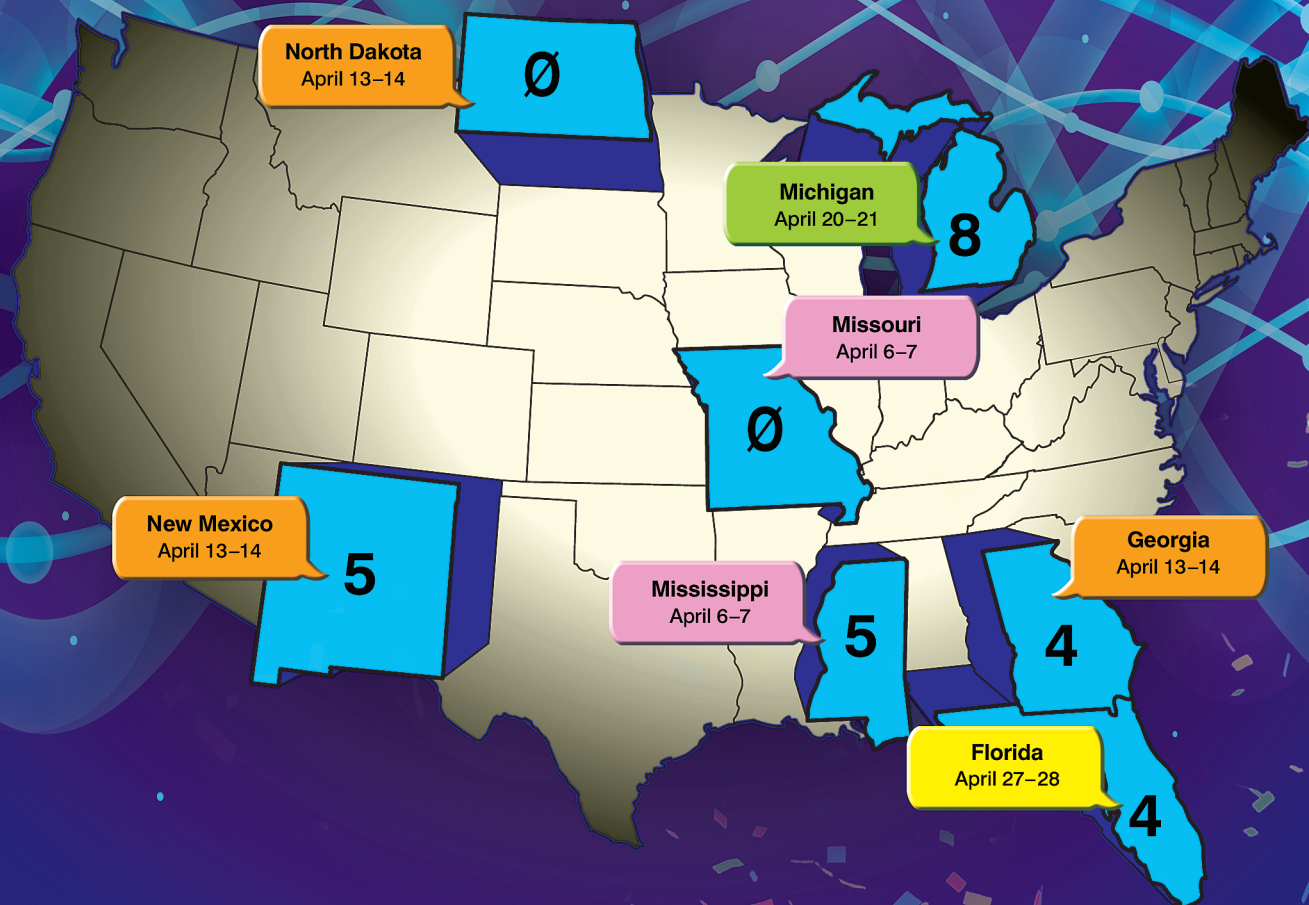 North Dakota
April 13–14
Ø
Michigan
April 20–21
8
Missouri
April 6–7
Ø
New Mexico
April 13–14
5
Mississippi
April 6–7
5
Georgia
April 13–14
4
Florida
April 27–28
4